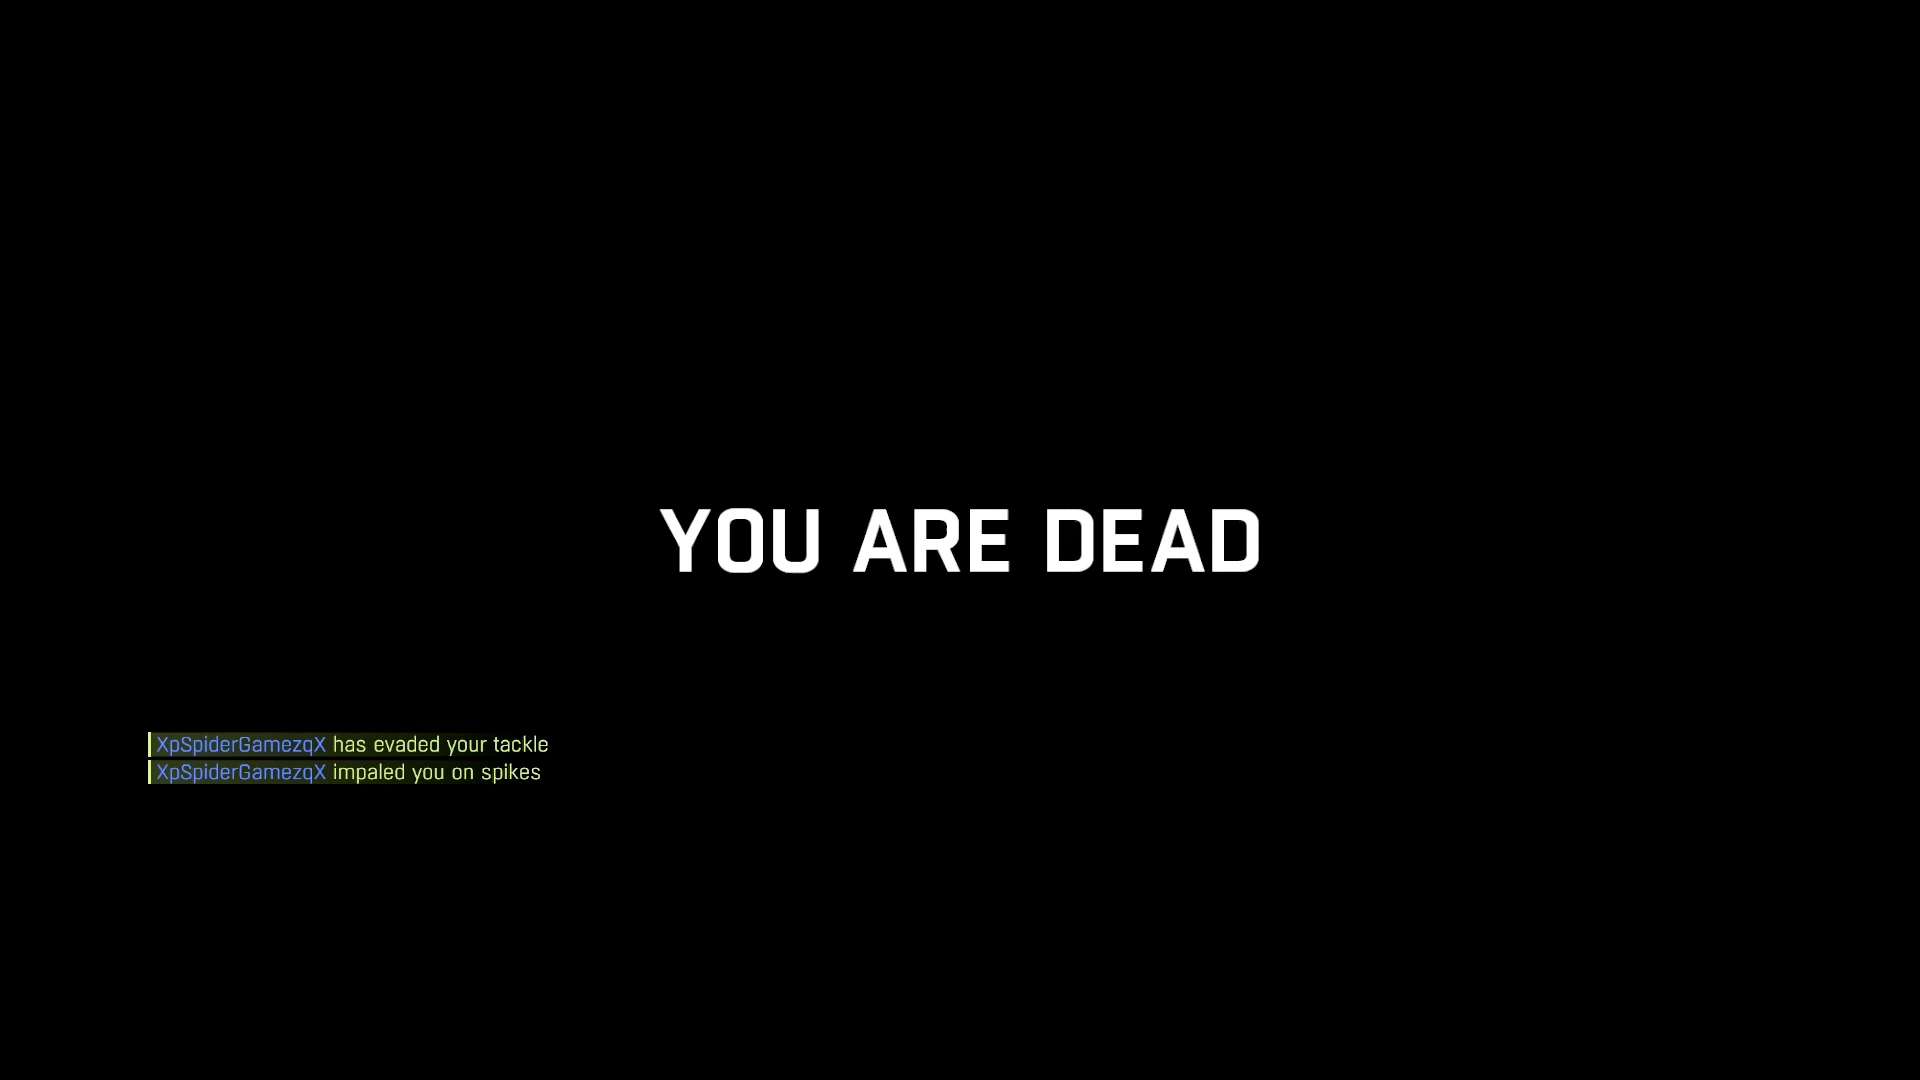 YOU ARE DEAD
XpSpiderGamezqX has evaded your tackle
XpSpiderGamezqX impaled you on spikes